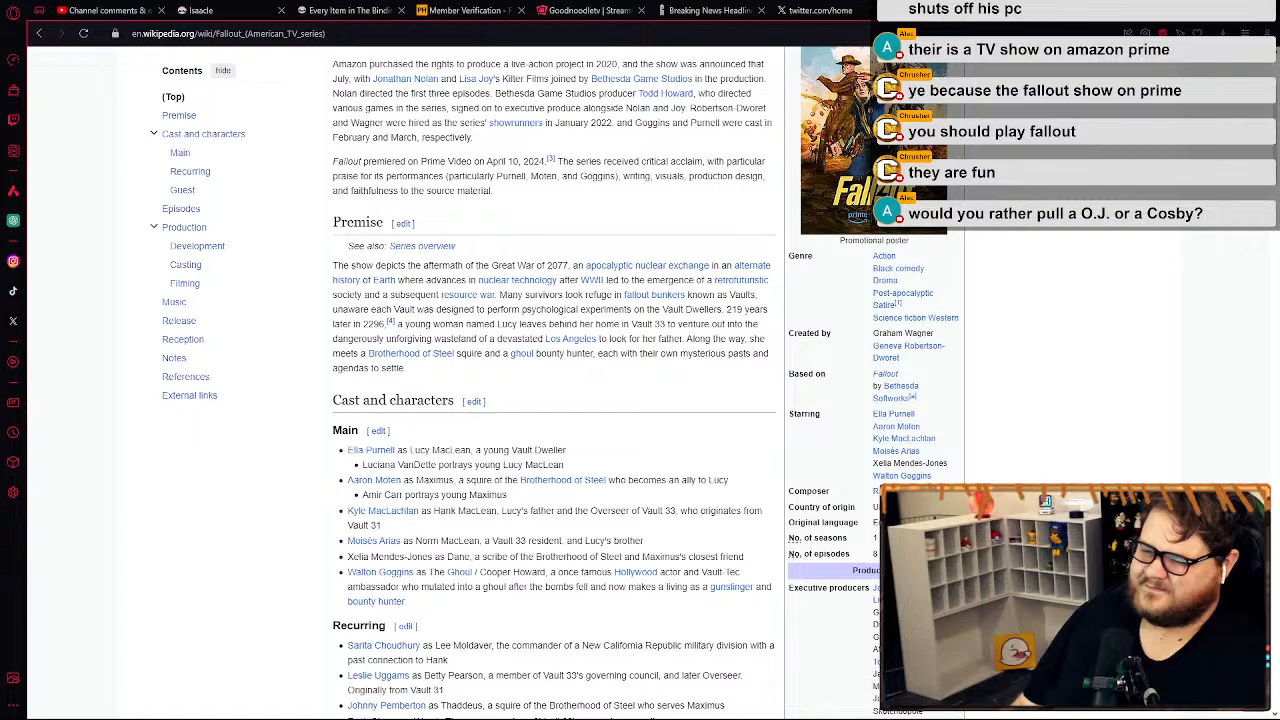 Channel comments &
saacle
Every Item in The Bindi
Member Verification -
Goodnoodletv | Stream
Breaking News Headlin
twitter.com/home
en.wikipedia.org/wiki/Fallout_(American_TV_series)
shuts off his pc
Alec
their is a TV show on amazon prime
Chrusher
ye because the fallout show on prime
Chrusher
you should play fallout
Chrusher
they are fun
Alec
would you rather pull a O.J. or a Cosby?
Contents hide
(Top)
Premise
Cast and characters
Main
Recurring
Guest
Episodes
Production
Development
Casting
Filming
Music
Release
Reception
Notes
References
External links
Amazon purchased the rights for a live-action project in 2020, and the show was announced that
July, with Jonathan Nolan and Lisa Joy's Kilter Films joined by Bethesda Game Studios in the production.
Nolan directed the first three episodes. Bethesda Game Studios producer Todd Howard, who directed
various games in the series, signed on to executive produce alongside Nolan and Joy. Robertson-Dworet
and Wagner were hired as the series' showrunners in January 2022, and Goggins and Purnell were cast in
February and March, respectively.
Fallout premiered on Prime Video on April 10, 2024.[3] The series received critical acclaim, with particular
praise for performances (particularly Purnell, Moten, and Goggins), writing, visuals, production design,
and faithfulness to the source material.
Premise [ edit ]
See also: Series overview
The show depicts the aftermath of the Great War of 2077, an apocalyptic nuclear exchange in an alternate
history of Earth where advances in nuclear technology after WWII led to the emergence of a retrofuturistic
society and a subsequent resource war. Many survivors took refuge in fallout bunkers known as Vaults,
unaware each Vault was designed to perform psychological experiments on the Vault Dwellers. 219 years
later in 2296,[4] a young woman named Lucy leaves behind her home in Vault 33 to venture out into the
dangerously unforgiving wasteland of a devastated Los Angeles to look for her father. Along the way, she
meets a Brotherhood of Steel squire and a ghoul bounty hunter, each with their own mysterious pasts and
agendas to settle.
Cast and characters [ edit ]
Main [ edit ]
Ella Purnell as Lucy MacLean, a young Vault Dweller
Luciana VanDette portrays a young Lucy MacLean
Aaron Moten as Maximus, a squire of the Brotherhood of Steel who becomes an ally to Lucy
Amir Carr portrays a young Maximus
Kyle MacLachlan as Hank MacLean, Lucy's father and the Overseer of Vault 33, who originates from
Vault 31
Moisés Arias as Norm MacLean, a Vault 33 resident, and Lucy's brother
Xelia Mendes-Jones as Dane, a scribe of the Brotherhood of Steel and Maximus's closest friend
Walton Goggins as The Ghoul / Cooper Howard, a once famous Hollywood actor and Vault-Tec
ambassador who mutated into a ghoul after the bombs fell and now makes a living as a gunslinger and
bounty hunter
Recurring [ edit ]
Sarita Choudhury as Lee Moldaver, the commander of a New California Republic military division with a
past connection to Hank
Leslie Uggams as Betty Pearson, a member of Vault 33's governing council, and later Overseer.
Originally from Vault 31
Fallout
prime
Promotional poster
Genre
Action
Black comedy
Drama
Post-apocalyptic
Satire[1]
Science fiction Western
Created by
Graham Wagner
Geneva Robertson-
Dworet
Based on
Fallout
by Bethesda
Softworks[a]
Starring
Ella Purnell
Aaron Moten
Kyle MacLachlan
Moisés Arias
Xelia Mendes-Jones
Walton Goggins
Composer
Country of origin
Original language
No. of seasons 1
No. of episodes 8
Executive producers